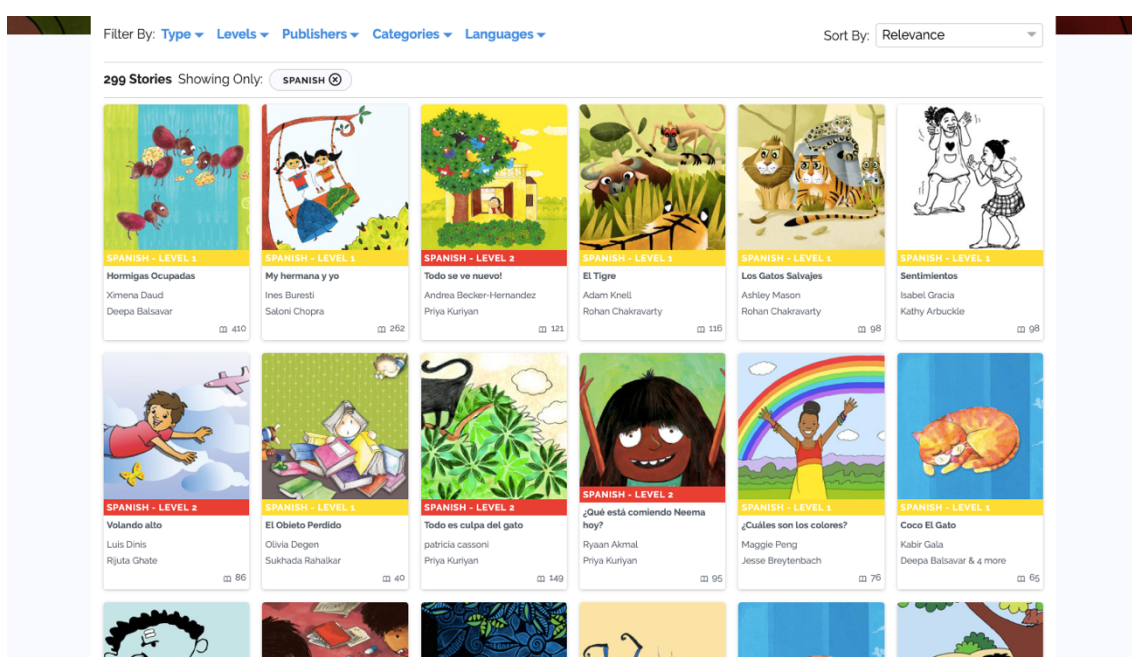 Filter By: Type Levels Publishers Categories Languages Sort By: Relevance
299 Stories Showing Only: SPANISH
SPANISH - LEVEL 1
Hormigas Ocupadas
Ximena Daud
Deepa Balsavar
410
SPANISH - LEVEL 1
My hermana y yo
Ines Buresti
Saloni Chopra
262
SPANISH - LEVEL 2
Todo se ve nuevo!
Andrea Becker-Hernandez
Priya Kuriyan
121
SPANISH - LEVEL 1
El Tigre
Adam Knell
Rohan Chakravarty
116
SPANISH - LEVEL 1
Los Gatos Salvajes
Ashley Mason
Rohan Chakravarty
98
SPANISH - LEVEL 1
Sentimientos
Isabel Gracia
Kathy Arbuckle
98
SPANISH - LEVEL 2
Volando alto
Luis Dinis
Rijuta Ghate
86
SPANISH - LEVEL 1
El Obieto Perdido
Olivia Degen
Sukhada Rahalkar
40
SPANISH - LEVEL 2
Todo es culpa del gato
patricia cassoni
Priya Kuriyan
149
SPANISH - LEVEL 2
¿Qué está comiendo Neema
hoy?
Ryaan Akmal
Priya Kuriyan
95
SPANISH - LEVEL 1
¿Cuáles son los colores?
Maggie Peng
Jesse Breytenbach
76
SPANISH - LEVEL 1
Coco El Gato
Kabir Gala
Deepa Balsavar & 4 more
65